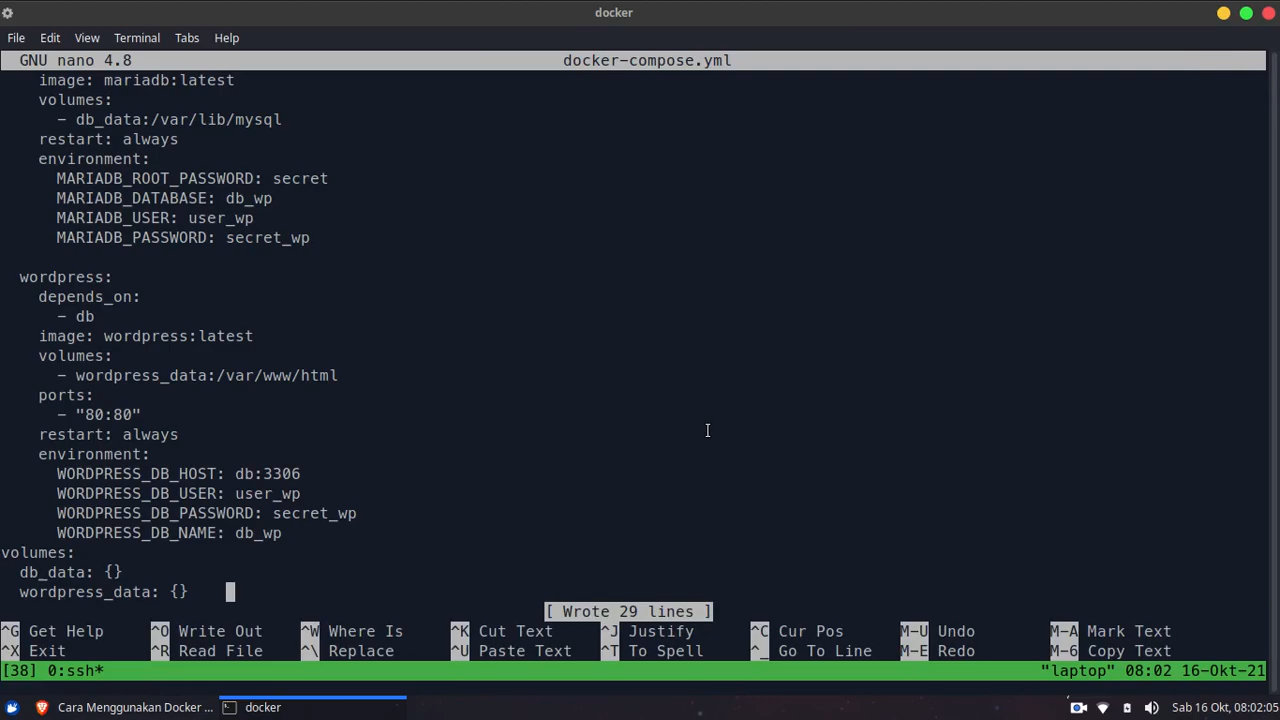 docker
File Edit View Terminal Tabs Help
GNU nano 4.8 docker-compose.yml
image: mariadb:latest
volumes:
- db_data:/var/lib/mysql
restart: always
environment:
MARIADB_ROOT_PASSWORD: secret
MARIADB_DATABASE: db_wp
MARIADB_USER: user_wp
MARIADB_PASSWORD: secret_wp
wordpress:
depends_on:
- db
image: wordpress:latest
volumes:
- wordpress_data:/var/www/html
ports:
- "80:80"
restart: always
environment:
WORDPRESS_DB_HOST: db:3306
WORDPRESS_DB_USER: user_wp
WORDPRESS_DB_PASSWORD: secret_wp
WORDPRESS_DB_NAME: db_wp
volumes:
db_data: {}
wordpress_data: {}
[ Wrote 29 lines ]
^G Get Help ^O Write Out ^W Where Is ^K Cut Text ^J Justify ^C Cur Pos M-U Undo M-A Mark Text
^X Exit ^R Read File ^\ Replace ^U Paste Text ^T To Spell ^_ Go To Line M-E Redo M-6 Copy Text
[38] 0:ssh* "laptop" 08:02 16-Okt-21
Cara Menggunakan Docker ... docker Sab 16 Okt, 08:02:05